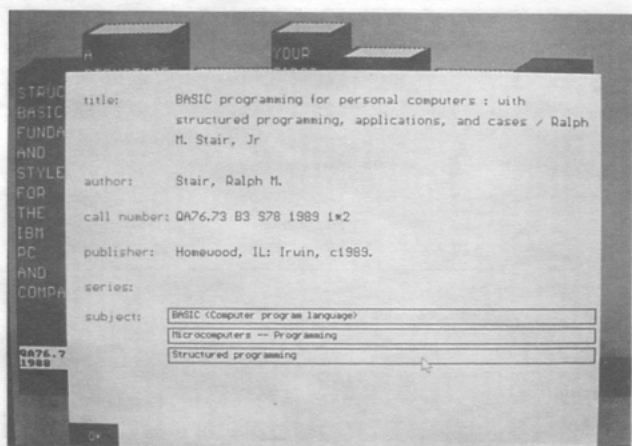 A
YOUR
STRUC
BASIC
FUNDA
AND
STYLE
FOR
THE
IBM
PC
AND
COMPA
QA76.7
1988
title: BASIC programming for personal computers : with
structured programming, applications, and cases / Ralph
M. Stair, Jr
author: Stair, Ralph M.
call number: QA76.73 B3 S78 1989 1*2
publisher: Homewood, IL: Irwin, c1989.
series:
subject: BASIC (Computer program language)
Microcomputers -- Programming
Structured programming